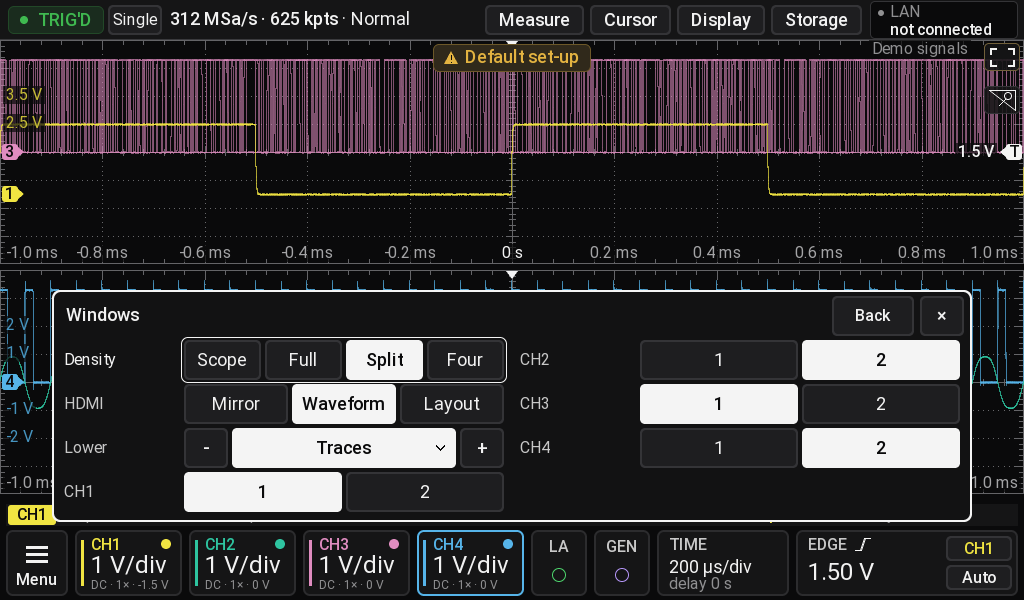 TRIG'D
Single
312 MSa/s · 625 kpts · Normal
Measure
Cursor
Display
Storage
LAN
not connected
Default set-up
Demo signals
3.5 V
2.5 V
3
1.5 V
T
1
-1.0 ms
-0.8 ms
-0.6 ms
-0.4 ms
-0.2 ms
0 s
0.2 ms
0.4 ms
0.6 ms
0.8 ms
1.0 ms
2 V
1 V
4
-1 V
-2 V
-1.0 ms
1.0 ms
Windows
Back
×
Density
Scope
Full
Split
Four
HDMI
Mirror
Waveform
Layout
Lower
-
Traces
+
CH1
1
2
CH2
1
2
CH3
1
2
CH4
1
2
CH1
Menu
CH1
1 V/div
DC · 1× · -1.5 V
CH2
1 V/div
DC · 1× · 0 V
CH3
1 V/div
DC · 1× · 0 V
CH4
1 V/div
DC · 1× · 0 V
LA
GEN
TIME
200 µs/div
delay 0 s
EDGE
1.50 V
CH1
Auto